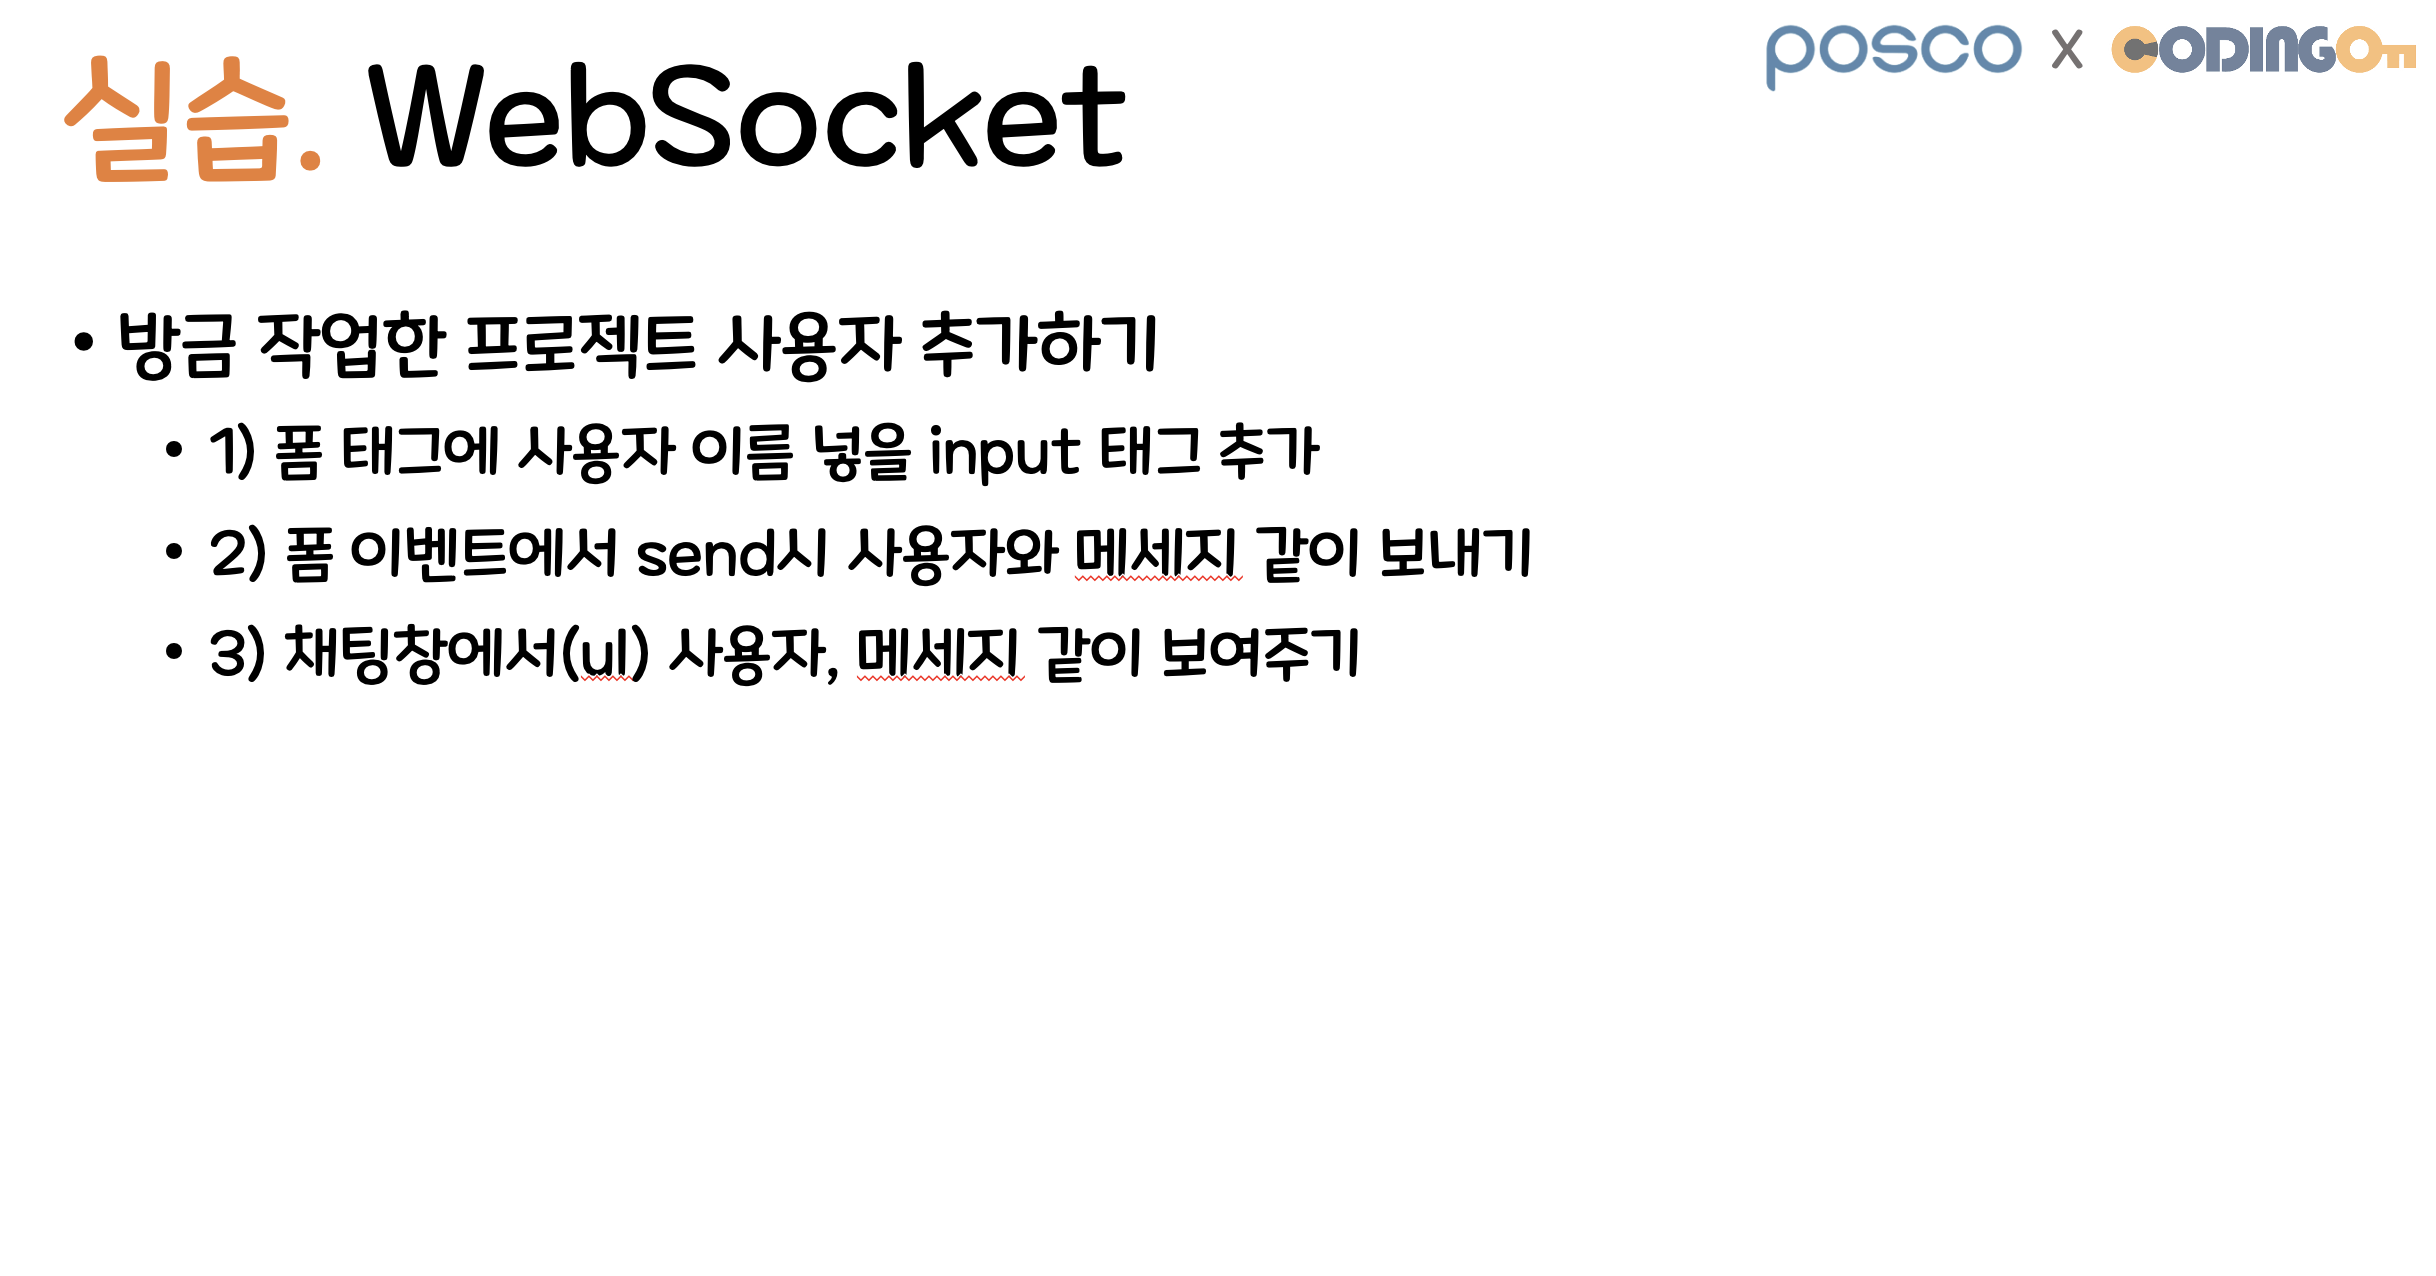 posco X CODINGOn
실습. WebSocket
• 방금 작업한 프로젝트 사용자 추가하기
• 1) 폼 태그에 사용자 이름 넣을 input 태그 추가
• 2) 폼 이벤트에서 send시 사용자와 메세지 같이 보내기
• 3) 채팅창에서(ul) 사용자, 메세지 같이 보여주기